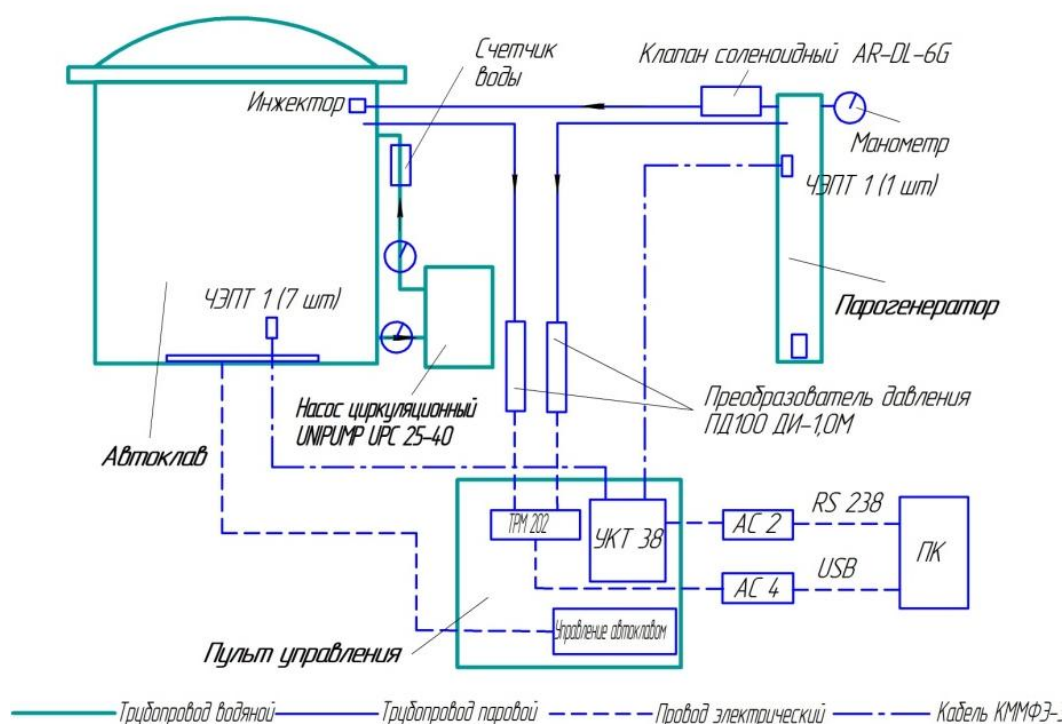 Счетчик
воды
Клапан соленоидный AR-DL-6G
Инжектор
Манометр
ЧЭПТ 1 (1 шт)
ЧЭПТ 1 (7 шт)
Парогенератор
Насос циркуляционный
UNIPUMP UPC 25-40
Преобразователь давления
ПД100 ДИ-1,0М
Автоклав
ТРМ 202
УКТ 38
АС 2
RS 238
ПК
АС 4
USB
Управление автоклавом
Пульт управления
Трубопровод водяной
Трубопровод паровой
Провод электрический
Кабель КММФЭ-